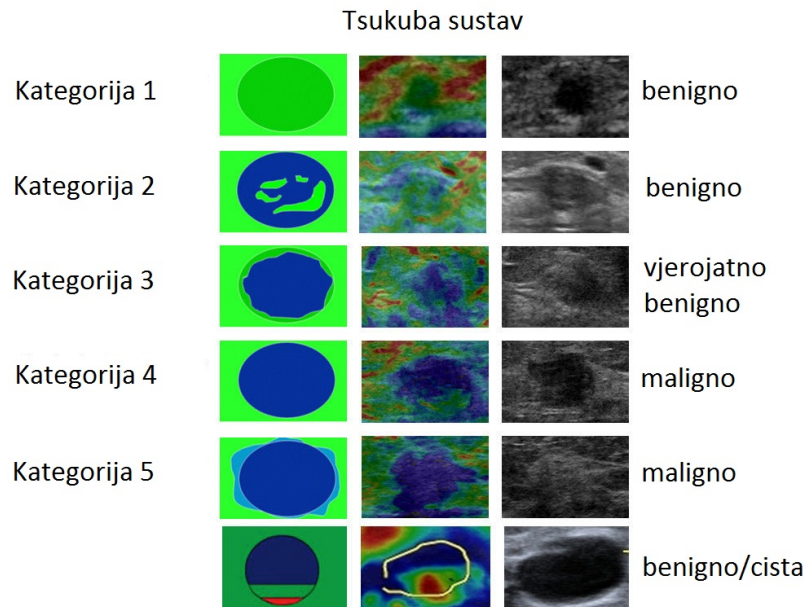 Tsukuba sustav
Kategorija 1
benigno
Kategorija 2
benigno
Kategorija 3
vjerojatno
benigno
Kategorija 4
maligno
Kategorija 5
maligno
benigno/cista